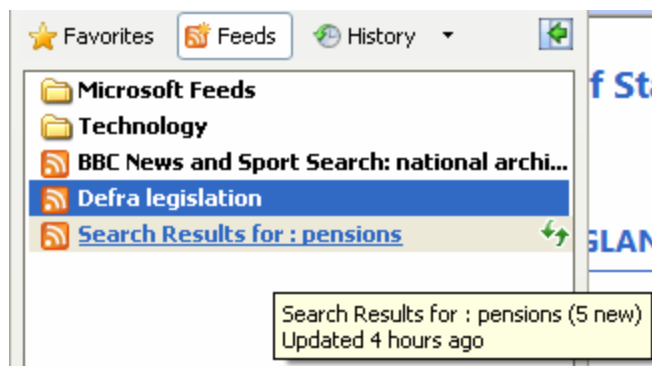 Favorites Feeds History
f St
Microsoft Feeds
Technology
BBC News and Sport Search: national archi...
Defra legislation
Search Results for : pensions
GLAN
Search Results for : pensions (5 new)
Updated 4 hours ago